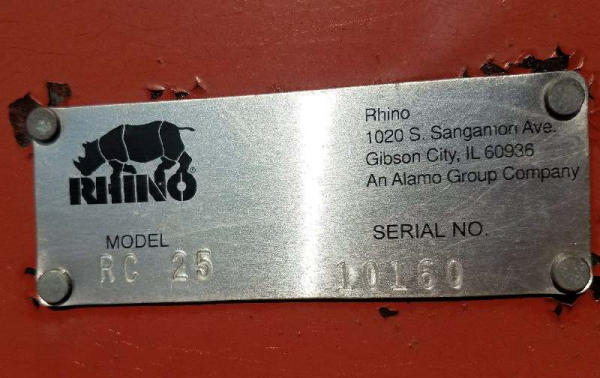 RHINO®
Rhino
1020 S. Sangamon Ave.
Gibson City, IL 60936
An Alamo Group Company
MODEL
RC 25
SERIAL NO.
10160